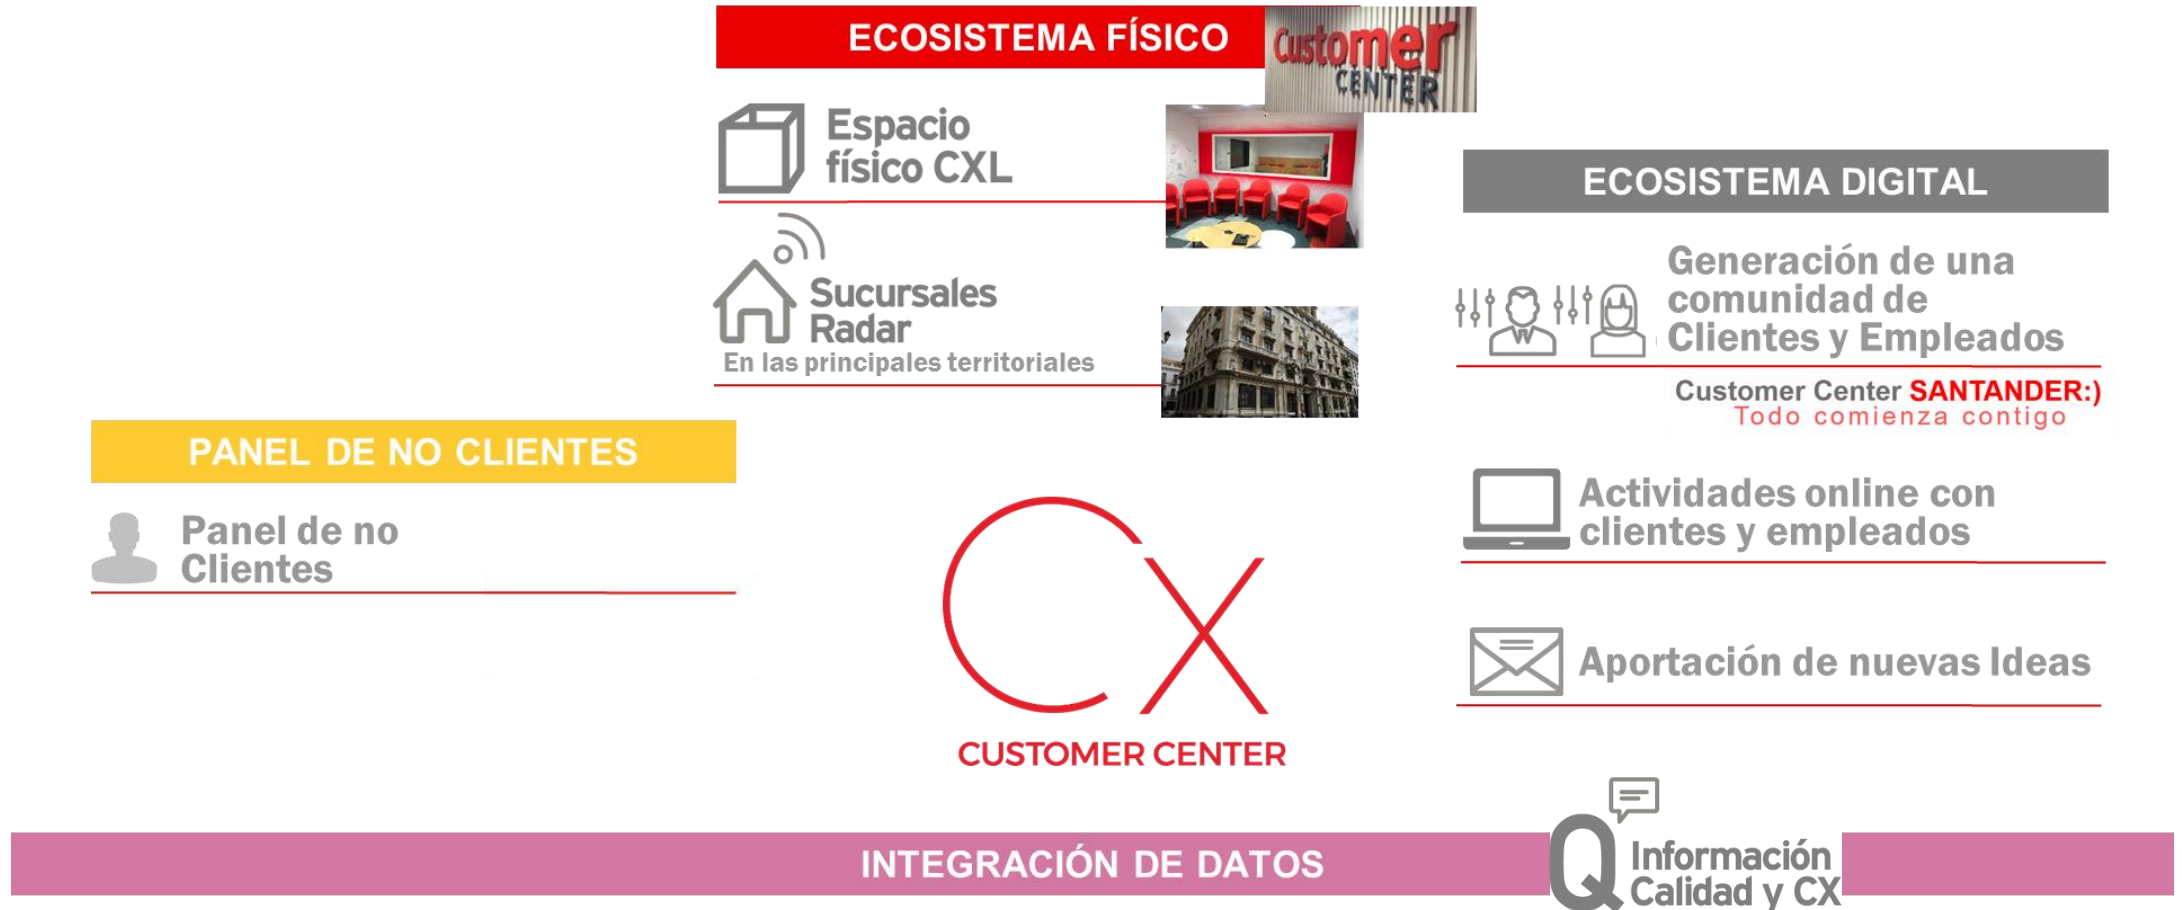 ECOSISTEMA FÍSICO
Customer
CENTER
Espacio
físico CXL
Sucursales
Radar
En las principales territoriales
ECOSISTEMA DIGITAL
Generación de una
comunidad de
Clientes y Empleados
Customer Center SANTANDER:)
Todo comienza contigo
Actividades online con
clientes y empleados
Aportación de nuevas Ideas
PANEL DE NO CLIENTES
Panel de no
Clientes
CX
CUSTOMER CENTER
INTEGRACIÓN DE DATOS
Q
Información
Calidad y CX